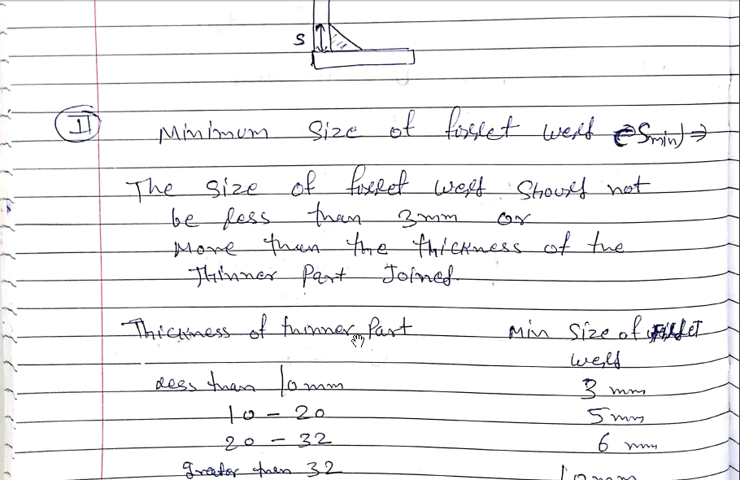 S
II Minimum Size of fillet weld (Smin) ⇒
The size of fillet weld should not
be less than 3mm or
More than the thickness of the
Thinner Part Joined
Thickness of thinner Part Min Size of fillet
weld
Less than 10mm 3 mm
10 - 20 5mm
20 - 32 6 mm
greater then 32 10mm